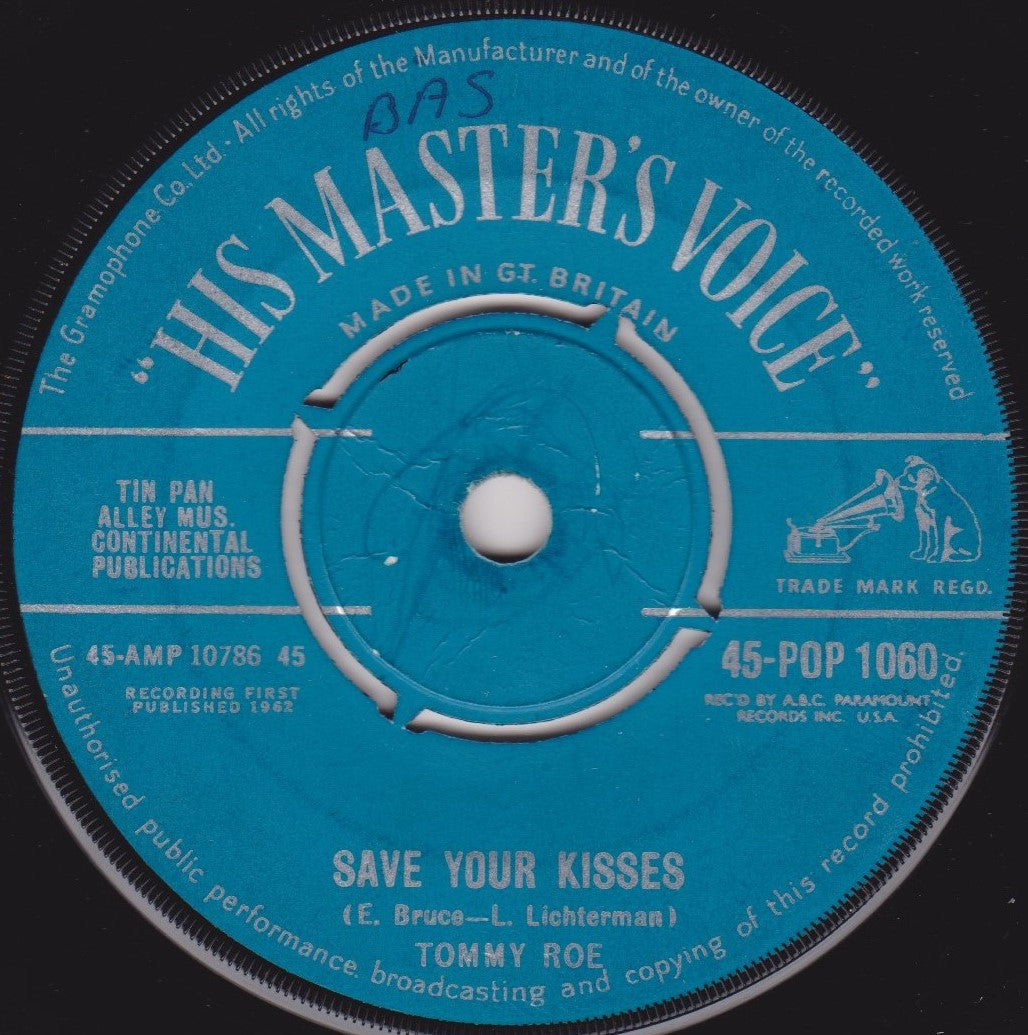 The Gramophone Co. Ltd. - All rights of the Manufacturer and of the owner of the recorded work reserved
BAS
"HIS MASTER'S VOICE"
MADE IN GT. BRITAIN
TIN PAN
ALLEY MUS.
CONTINENTAL
PUBLICATIONS
TRADE MARK REGD.
45-AMP 10786 45
RECORDING FIRST
PUBLISHED 1962
45-POP 1060
REC'D BY A.B.C. PARAMOUNT
RECORDS INC. U.S.A.
SAVE YOUR KISSES
(E. Bruce—L. Lichterman)
TOMMY ROE
Unauthorised public performance. broadcasting and copying of this record prohibited.